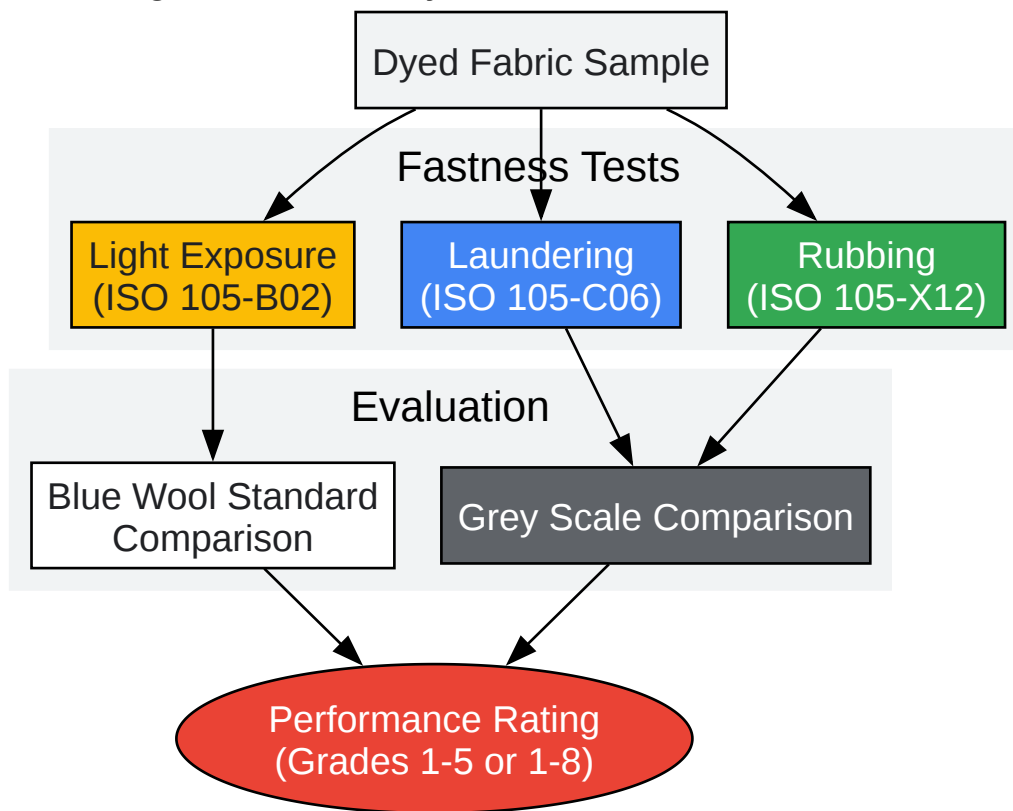 Dyed Fabric Sample
Fastness Tests
Light Exposure
(ISO 105-B02)
Laundering
(ISO 105-C06)
Rubbing
(ISO 105-X12)
Evaluation
Blue Wool Standard
Comparison
Grey Scale Comparison
Performance Rating
(Grades 1-5 or 1-8)